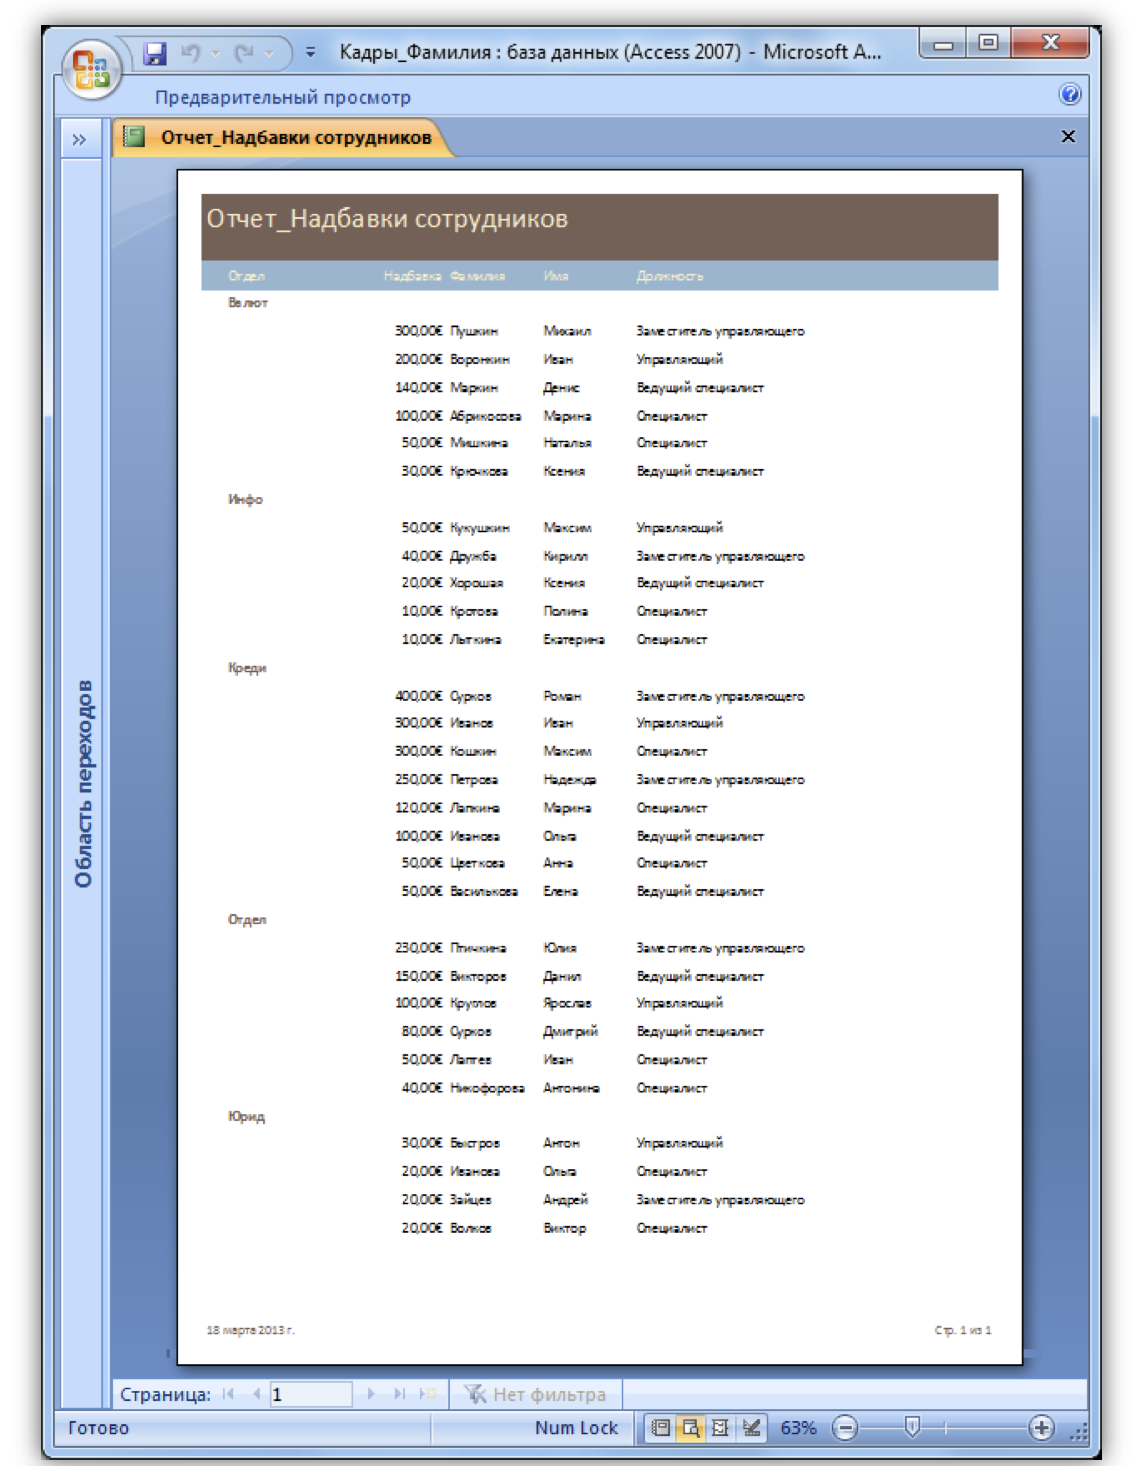 Кадры_Фамилия : база данных (Access 2007) - Microsoft A...
Предварительный просмотр
Отчет_Надбавки сотрудников
Отчет_Надбавки сотрудников
Отдел Надбавка Фамилия Имя Должность
Валют
300,00€ Пушкин Михаил Заместитель управляющего
200,00€ Воронкин Иван Управляющий
140,00€ Маркин Денис Ведущий специалист
100,00€ Абрикосова Марина Специалист
50,00€ Мишкина Наталья Специалист
30,00€ Крючкова Ксения Ведущий специалист
Инфо
50,00€ Кукушкин Максим Управляющий
40,00€ Дружба Кирилл Заместитель управляющего
20,00€ Хорошая Ксения Ведущий специалист
10,00€ Кротова Полина Специалист
10,00€ Лыткина Екатерина Специалист
Креди
400,00€ Сурков Роман Заместитель управляющего
300,00€ Иванов Иван Управляющий
300,00€ Кошкин Максим Специалист
250,00€ Петрова Надежда Заместитель управляющего
120,00€ Лапкина Марина Специалист
100,00€ Иванова Ольга Ведущий специалист
50,00€ Цветкова Анна Специалист
50,00€ Василькова Елена Ведущий специалист
Отдел
230,00€ Птичкина Юлия Заместитель управляющего
150,00€ Викторов Данил Ведущий специалист
100,00€ Круглов Ярослав Управляющий
80,00€ Сурков Дмитрий Ведущий специалист
50,00€ Лаптев Иван Специалист
40,00€ Никофорова Антонина Специалист
Юрид
30,00€ Быстров Антон Управляющий
20,00€ Иванова Ольга Специалист
20,00€ Зайцев Андрей Заместитель управляющего
20,00€ Волков Виктор Специалист
18 марта 2013 г. Стр. 1 из 1
Область переходов
Страница: 1 Нет фильтра
Готово Num Lock 63%